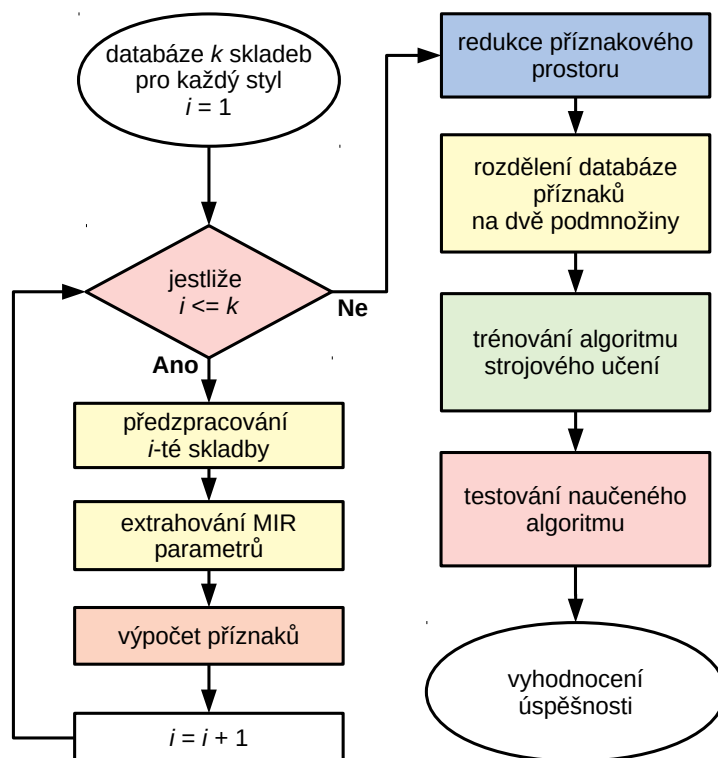 databáze k skladeb
pro každý styl
i = 1
jestliže
i <= k
Ne
Ano
předzpracování
i-té skladby
extrahování MIR
parametrů
výpočet příznaků
i = i + 1
redukce příznakového
prostoru
rozdělení databáze
příznaků
na dvě podmnožiny
trénování algoritmu
strojového učení
testování naučeného
algoritmu
vyhodnocení
úspěšnosti